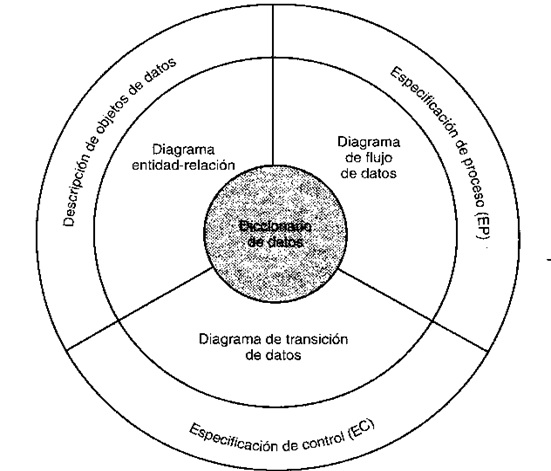 Descripción de objetos de datos
Especificación de proceso (EP)
Diagrama
entidad-relación
Diagrama
de flujo
de datos
Diccionario
de datos
Diagrama de transición
de datos
Especificación de control (EC)